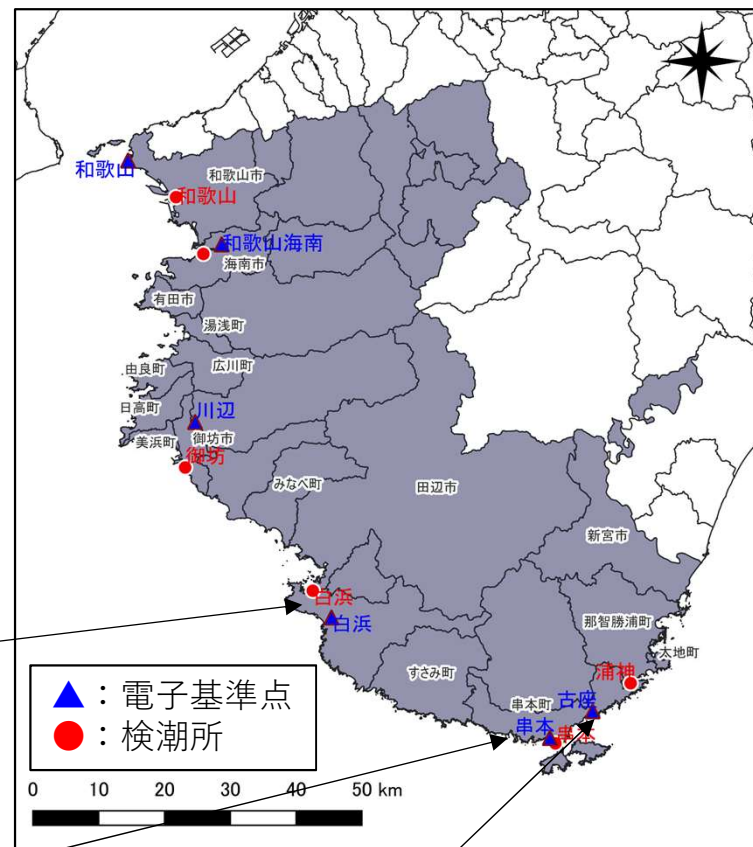 和歌山
和歌山市
和歌山
和歌山海南
海南市
有田市
湯浅町
広川町
由良町
日高町
川辺
美浜町
御坊市
御坊
みなべ町
田辺市
新宮市
白浜
白浜
那智勝浦町
太地町
すさみ町
浦神
串本町
古座
串本
串本
▲：電子基準点
●：検潮所
0 10 20 30 40 50 km